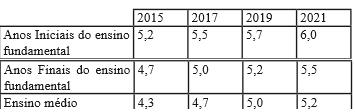 2015 2017 2019 2021
Anos Iniciais do ensino 5,2 5,5 5,7 6,0
fundamental
Anos Finais do ensino 4,7 5,0 5,2 5,5
fundamental
Ensino médio 4,3 4,7 5,0 5,2